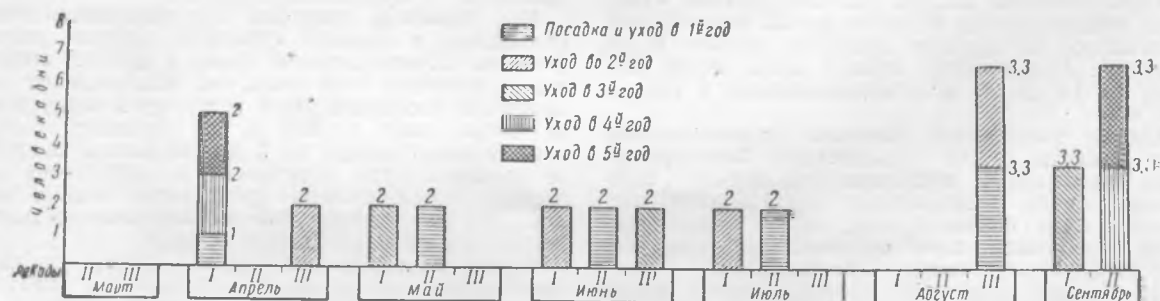 человекодни
8
7
6
5
4
3
2
1
Посадка и уход в 1й год
Уход во 2й год
Уход в 3й год
Уход в 4й год
Уход в 5й год
2
2
1
2
2 2
2 2 2
2 2
3,3
3,3
3,3
3,3
3,3
декады II III I II III I II III I II III I II III I II III I II
Март Апрель Май Июнь Июль Август Сентябрь